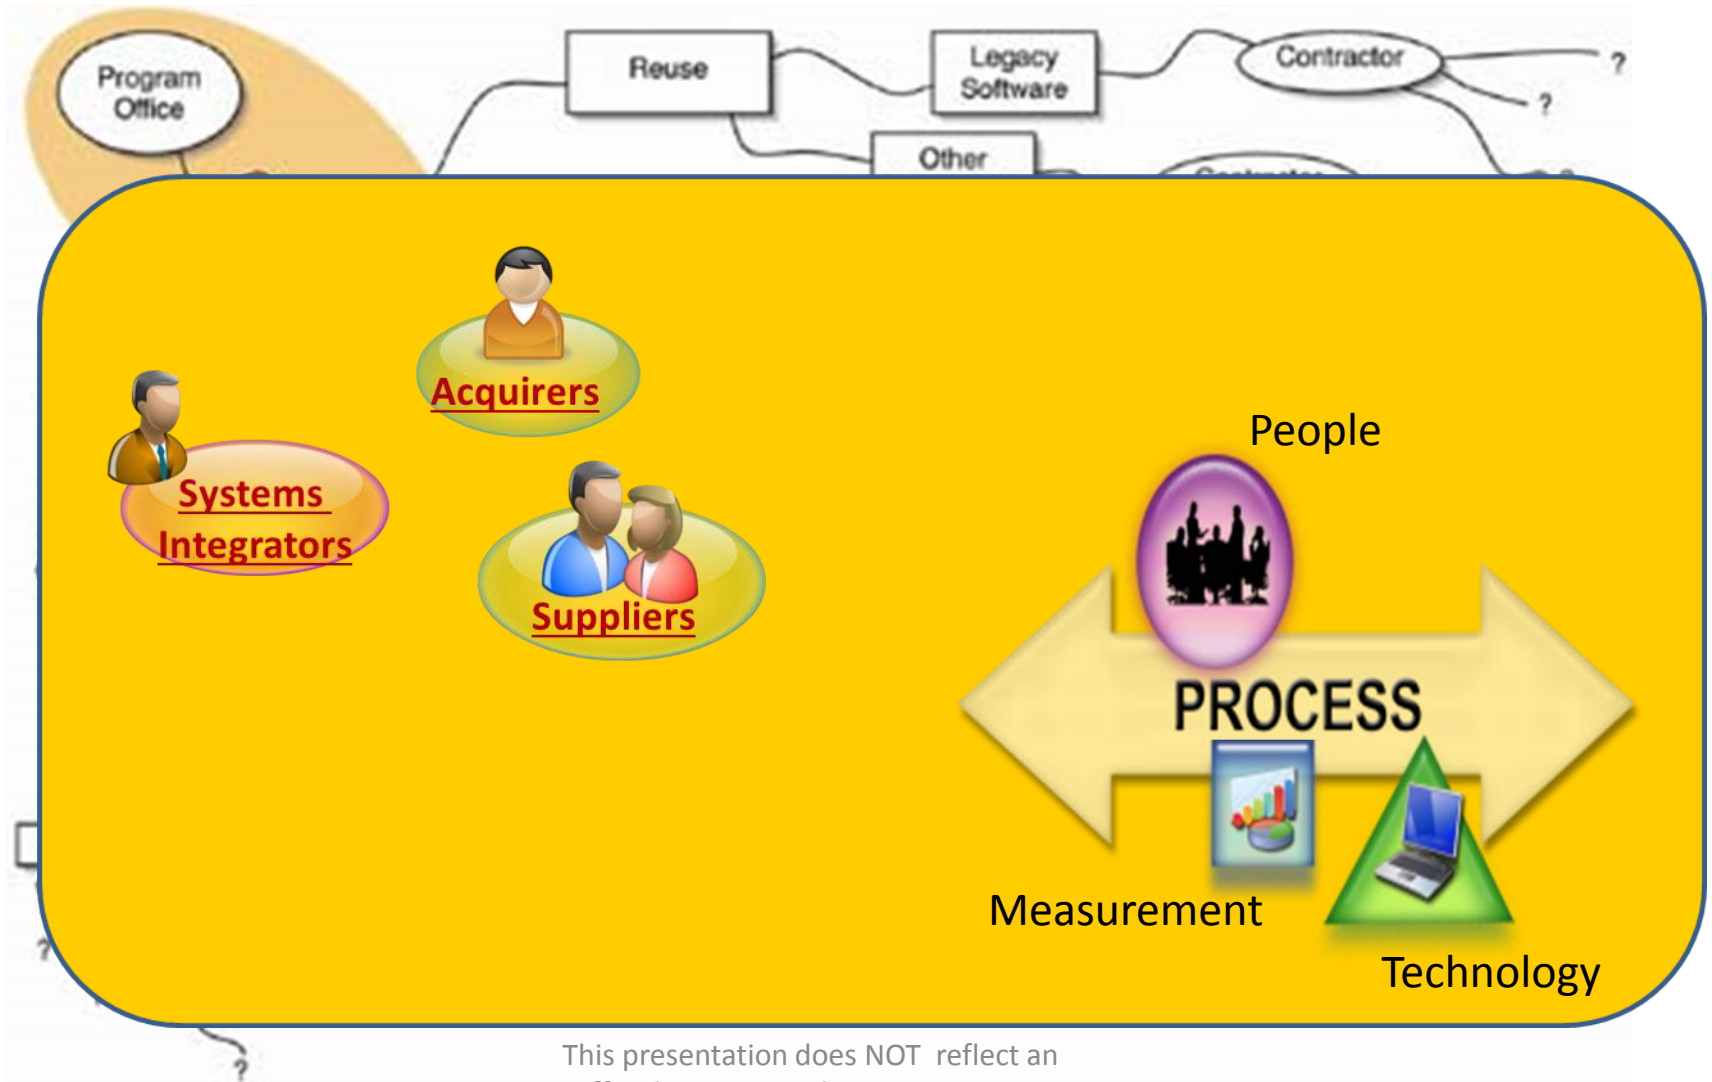 Program
Office
Reuse
Legacy
Software
Contractor
?
?
Other
Acquirers
Systems
Integrators
Suppliers
People
PROCESS
Measurement
Technology
?
?
This presentation does NOT reflect an